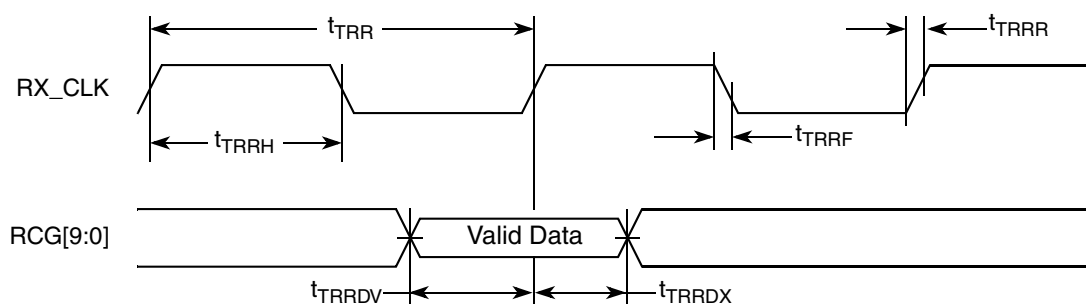 tTRR
tTRRR
RX_CLK
tTRRH
tTRRF
RCG[9:0]
Valid Data
tTRRDV
tTRRDX